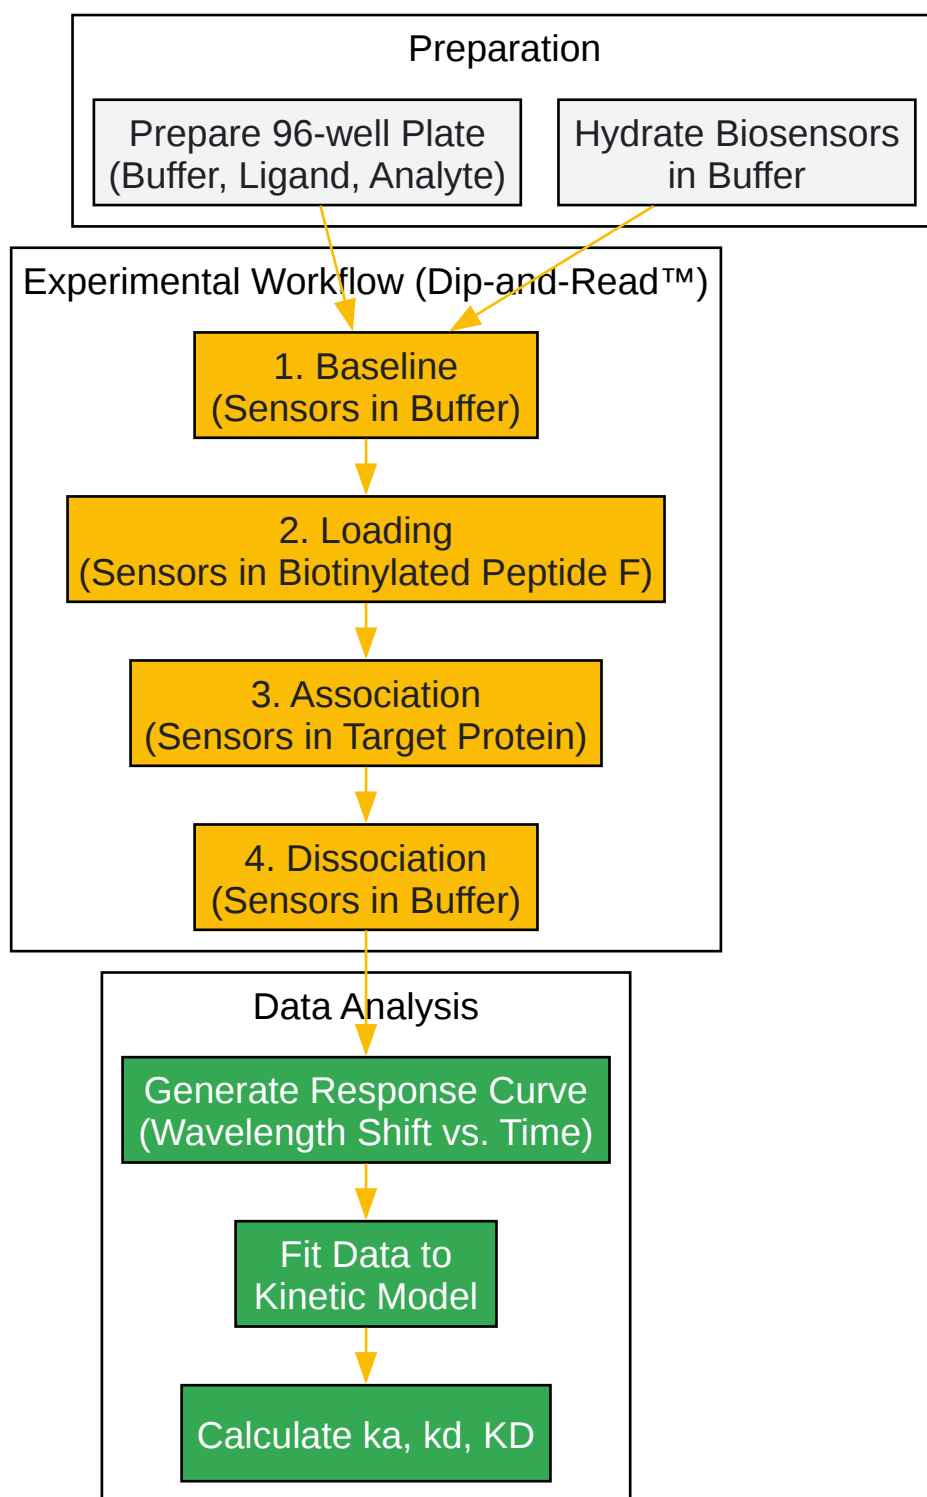 Preparation
Prepare 96-well Plate
(Buffer, Ligand, Analyte)
Hydrate Biosensors
in Buffer
Experimental Workflow (Dip-and-Read™)
1. Baseline
(Sensors in Buffer)
2. Loading
(Sensors in Biotinylated Peptide F)
3. Association
(Sensors in Target Protein)
4. Dissociation
(Sensors in Buffer)
Data Analysis
Generate Response Curve
(Wavelength Shift vs. Time)
Fit Data to
Kinetic Model
Calculate ka, kd, KD